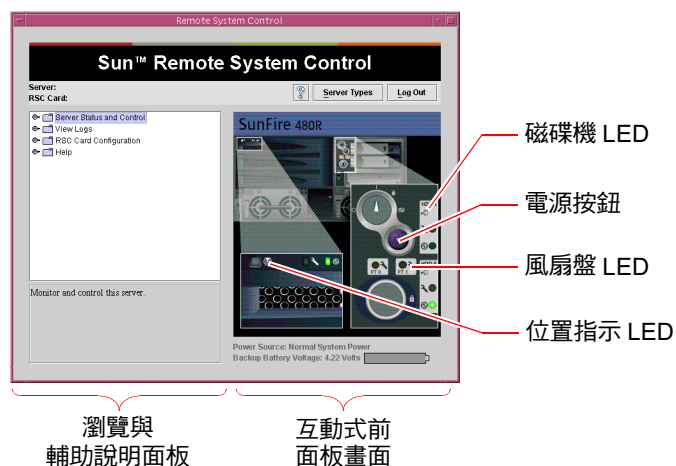 Remote System Control
Sun™ Remote System Control
Server:
RSC Card:
Server Types
Log Out
Server Status and Control
View Logs
RSC Card Configuration
Help
SunFire 480R
FT 0
FT 1
Monitor and control this server.
Power Source: Normal System Power
Backup Battery Voltage: 4.22 Volts
磁碟機 LED
電源按鈕
風扇盤 LED
位置指示 LED
瀏覽與
輔助說明面板
互動式前
面板畫面